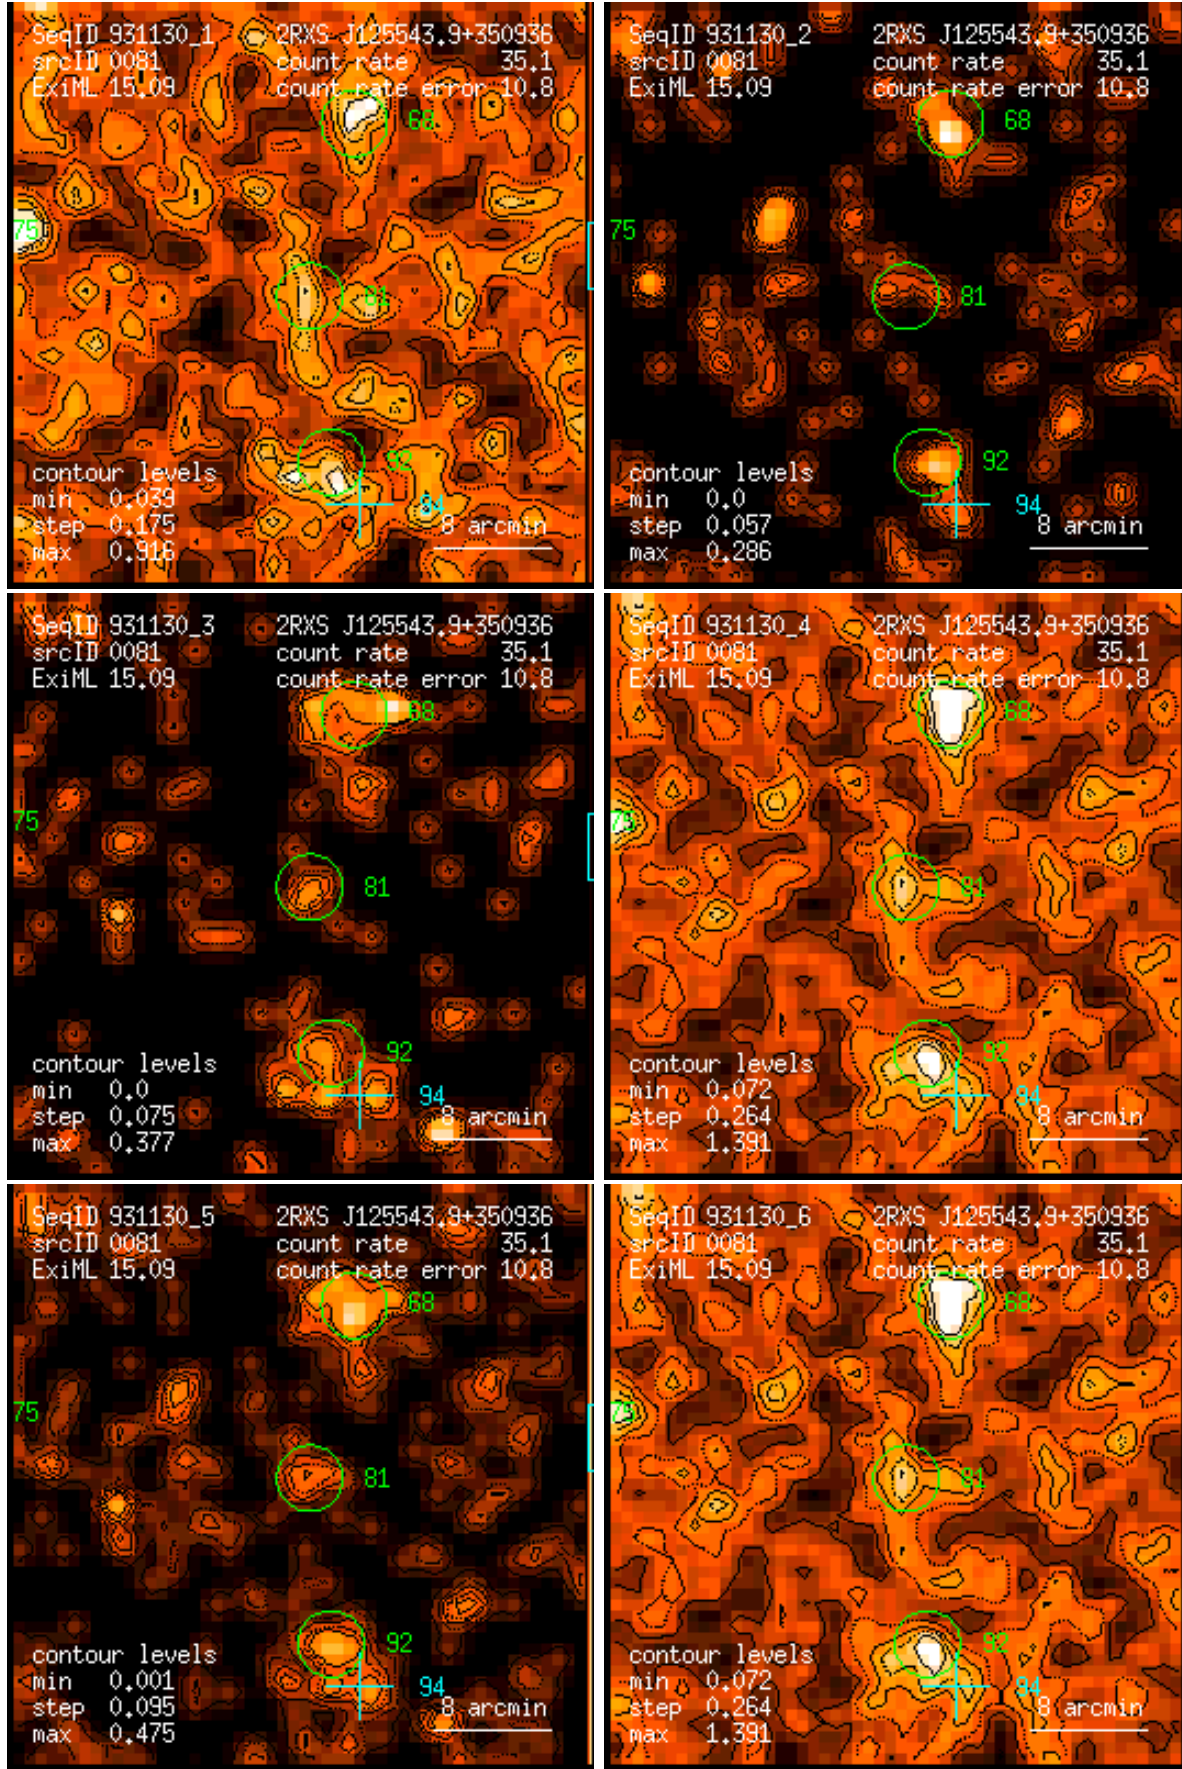 SeqID 931130_1 2RXS J125543.9+350936
srcID 0081 count rate 35.1
ExiML 15.09 count rate error 10.8
68
75
81
92
contour levels
min 0.039
94
step 0.175
8 arcmin
max 0.916
SeqID 931130_2 2RXS J125543.9+350936
srcID 0081 count rate 35.1
ExiML 15.09 count rate error 10.8
68
75
81
92
contour levels
min 0.0
94
step 0.057
8 arcmin
max 0.286
SeqID 931130_3 2RXS J125543.9+350936
srcID 0081 count rate 35.1
ExiML 15.09 count rate error 10.8
68
75
81
92
contour levels
min 0.0
94
step 0.075
8 arcmin
max 0.377
SeqID 931130_4 2RXS J125543.9+350936
srcID 0081 count rate 35.1
ExiML 15.09 count rate error 10.8
68
75
81
92
contour levels
min 0.072
94
step 0.264
8 arcmin
max 1.391
SeqID 931130_5 2RXS J125543.9+350936
srcID 0081 count rate 35.1
ExiML 15.09 count rate error 10.8
68
75
81
92
contour levels
min 0.001
94
step 0.095
8 arcmin
max 0.475
SeqID 931130_6 2RXS J125543.9+350936
srcID 0081 count rate 35.1
ExiML 15.09 count rate error 10.8
68
75
81
92
contour levels
min 0.072
94
step 0.264
8 arcmin
max 1.391